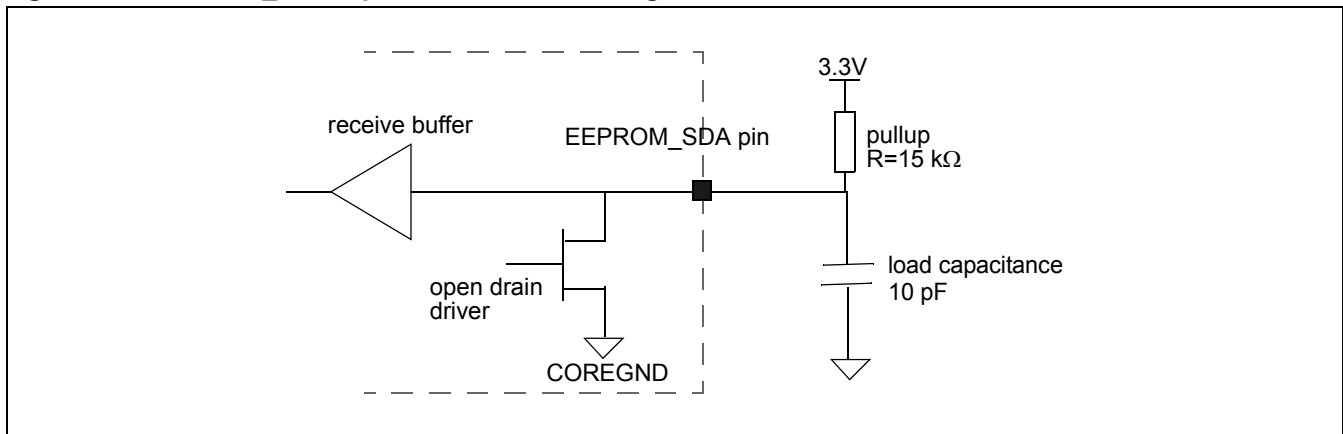 3.3V
receive buffer
EEPROM_SDA pin
pullup
R=15 kΩ
load capacitance
10 pF
open drain
driver
COREGND